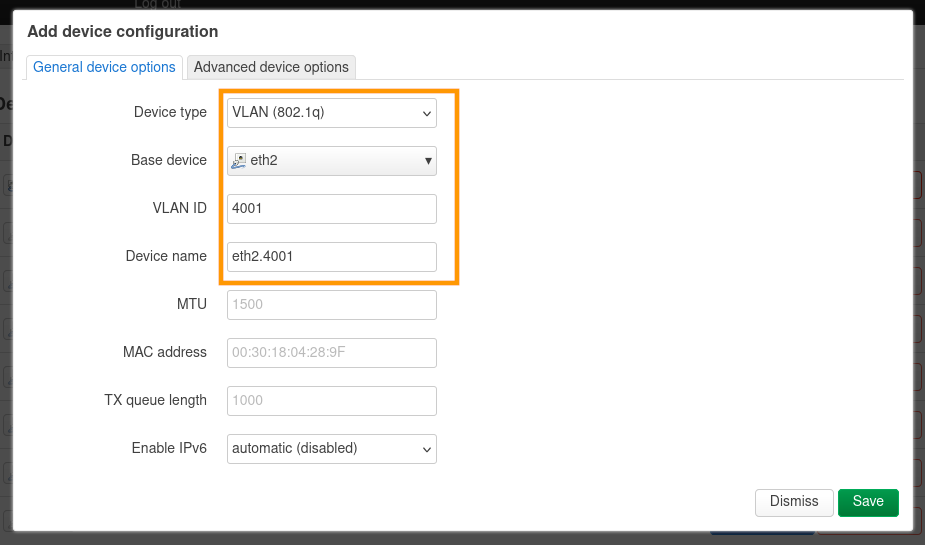 Log out
Add device configuration
General device options Advanced device options
Device type VLAN (802.1q)
Base device eth2
VLAN ID 4001
Device name eth2.4001
MTU 1500
MAC address 00:30:18:04:28:9F
TX queue length 1000
Enable IPv6 automatic (disabled)
Dismiss Save